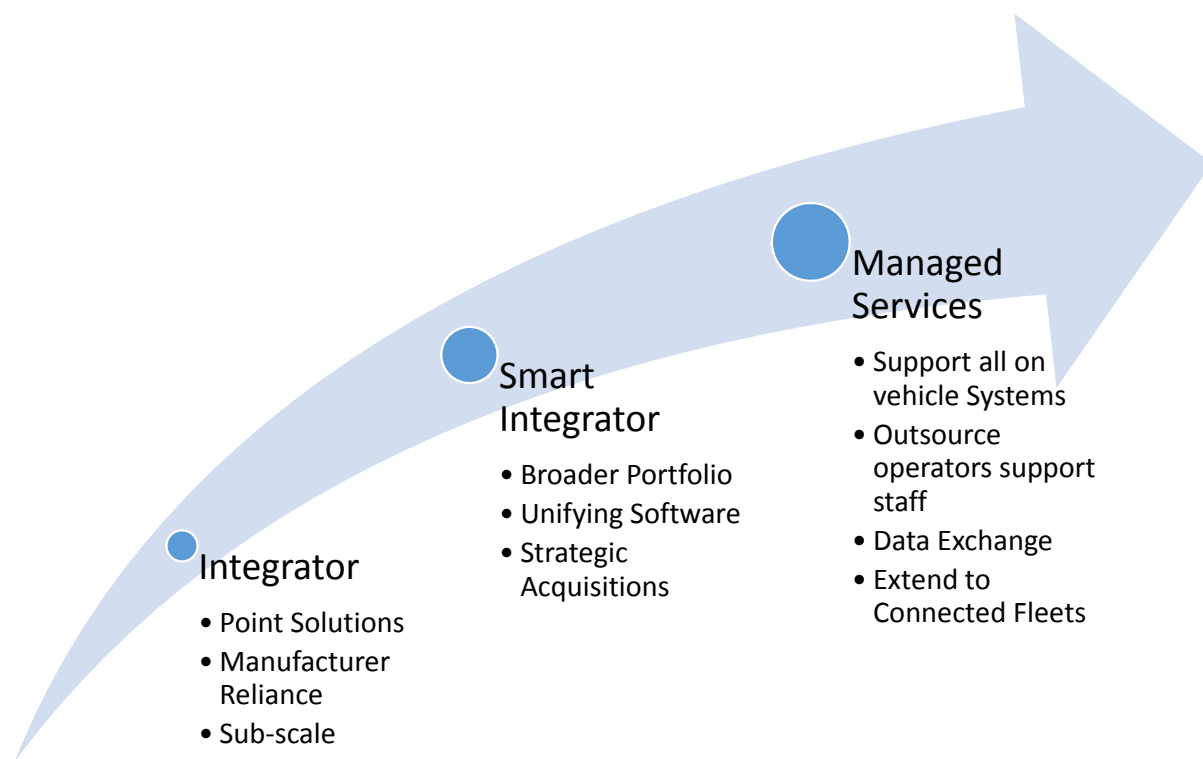 Integrator
• Point Solutions
• Manufacturer
Reliance
• Sub-scale
Smart
Integrator
• Broader Portfolio
• Unifying Software
• Strategic
Acquisitions
Managed
Services
• Support all on
vehicle Systems
• Outsource
operators support
staff
• Data Exchange
• Extend to
Connected Fleets